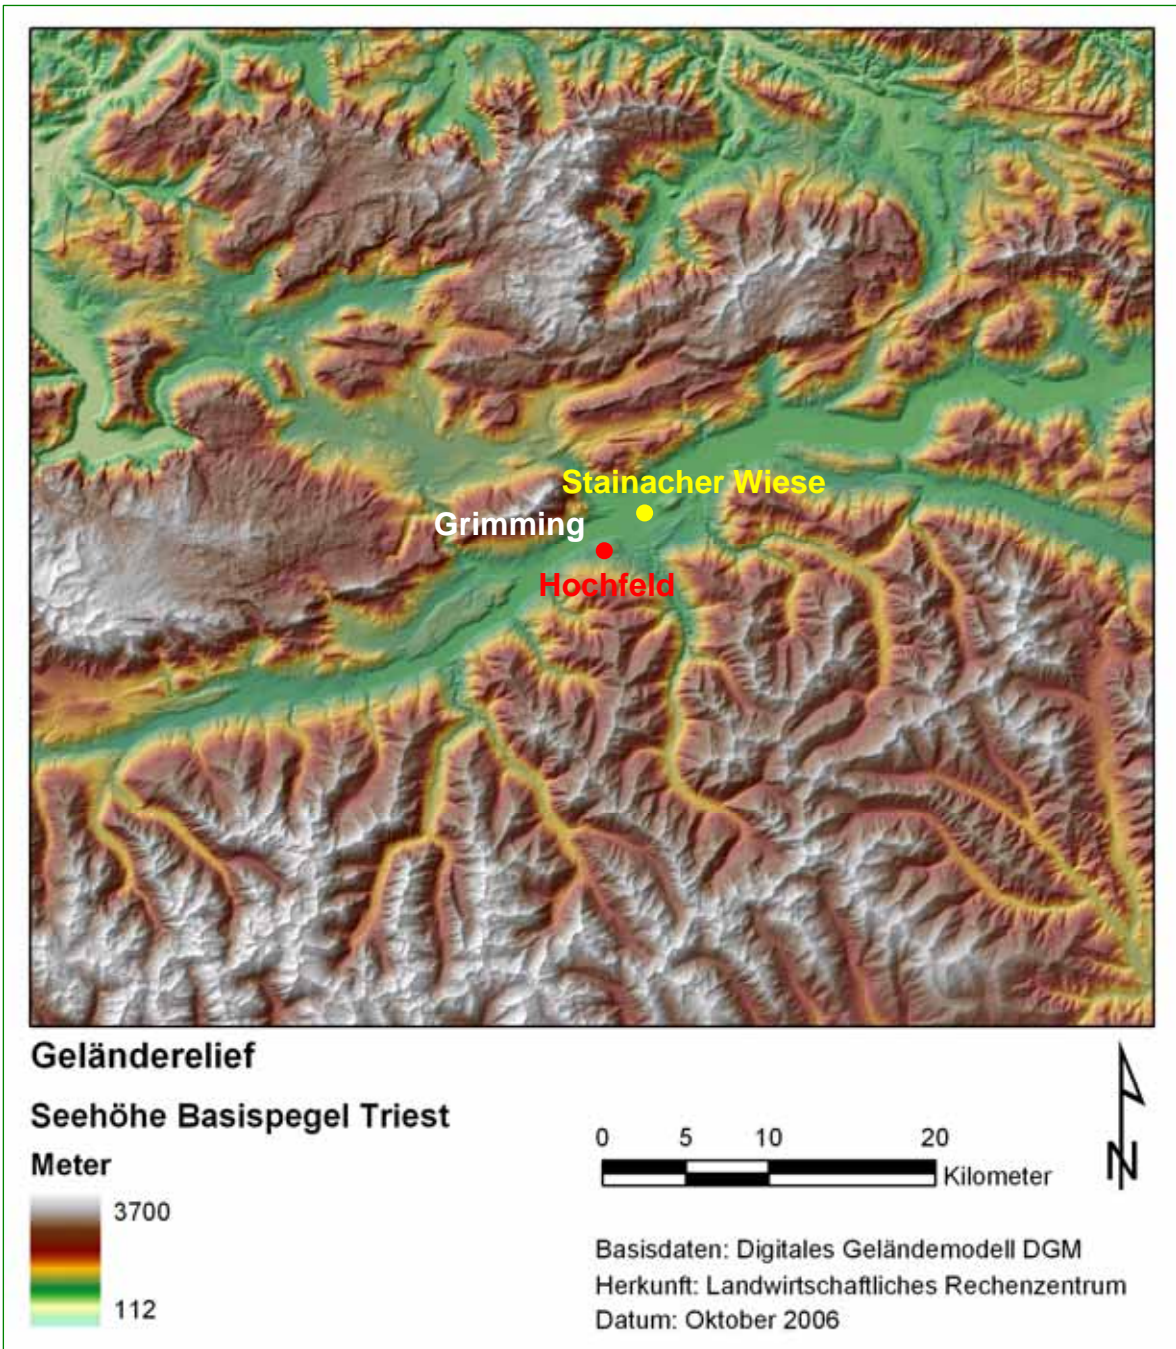 Stainacher Wiese
Grimming
Hochfeld
Geländerelief
Seehöhe Basispegel Triest
Meter
3700
112
0 5 10 20
Kilometer
N
Basisdaten: Digitales Geländemodell DGM
Herkunft: Landwirtschaftliches Rechenzentrum
Datum: Oktober 2006